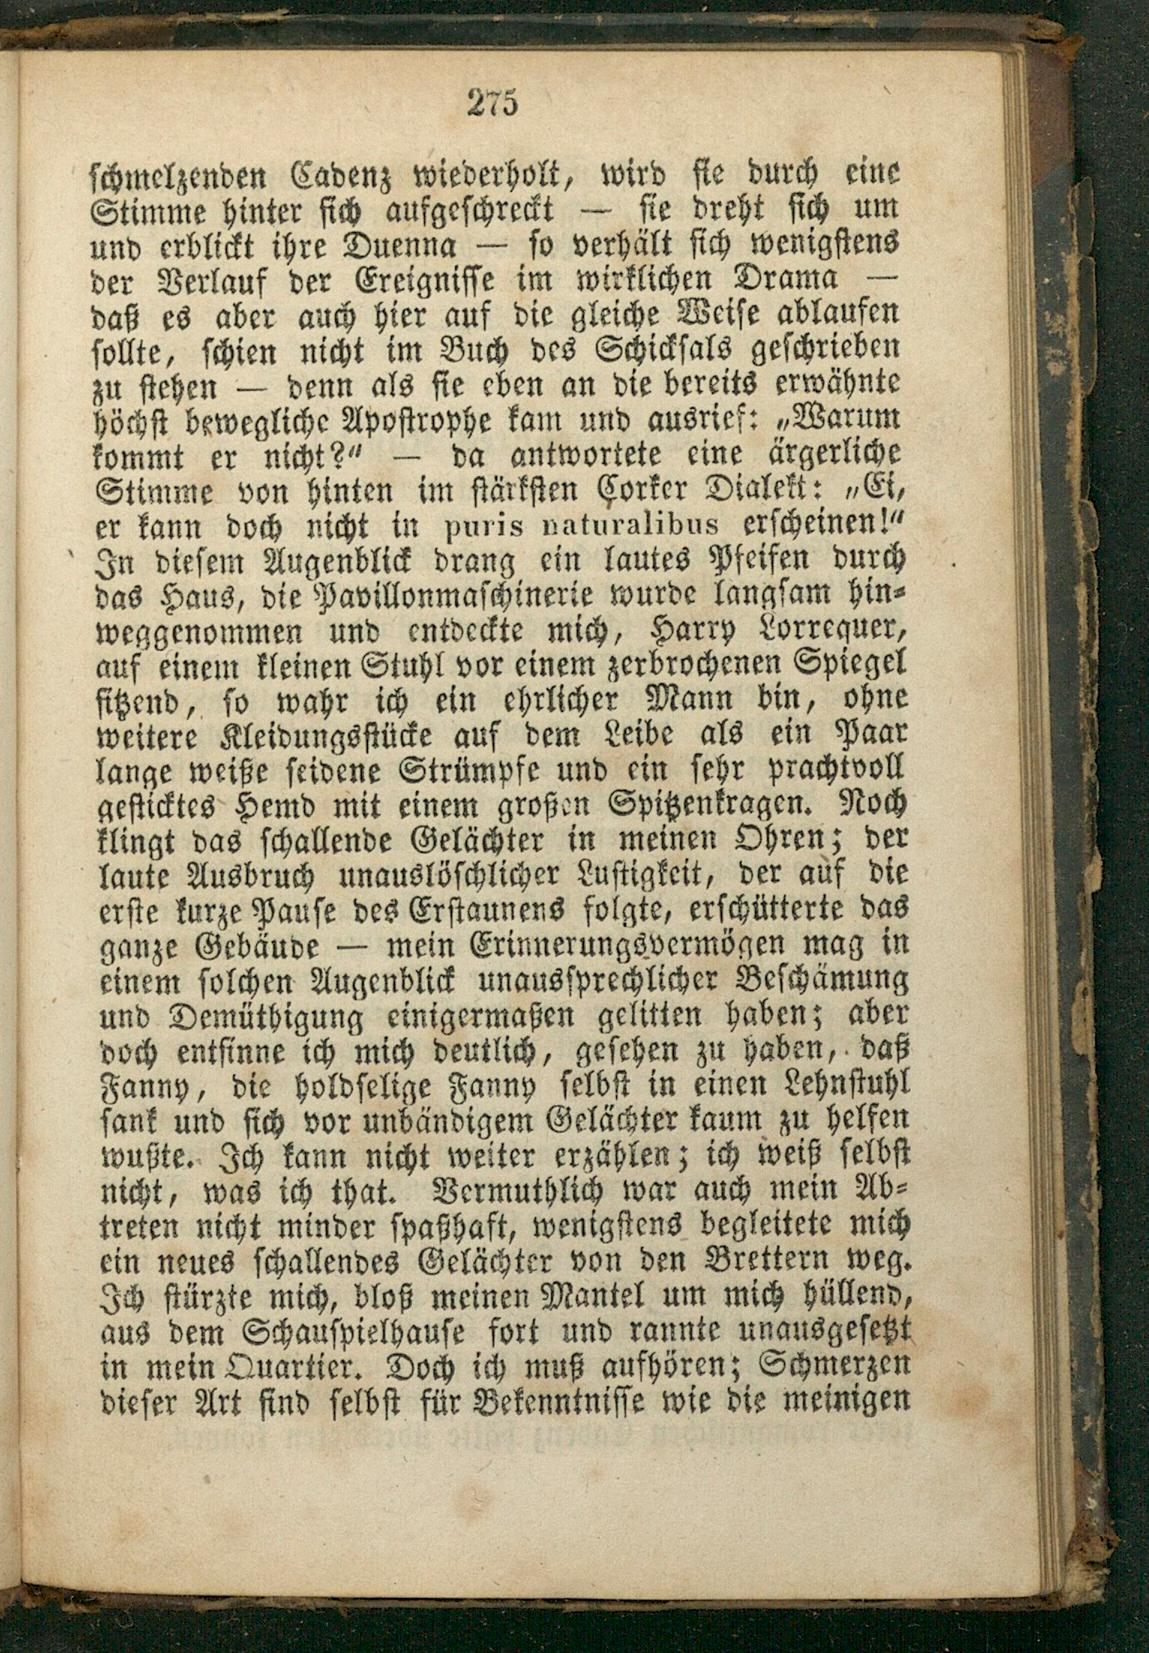 275
schmelzenden Cadenz wiederholt, wird sie durch eine
Stimme hinter sich aufgeschreckt — sie dreht sich um
und erblickt ihre Duenna — so verhält sich wenigstens
der Verlauf der Ereignisse im wirklichen Drama —
daß es aber auch hier auf die gleiche Weise ablaufen
sollte, schien nicht im Buch des Schicksals geschrieben
zu stehen — denn als sie eben an die bereits erwähnte
höchst bewegliche Apostrophe kam und ausrief: „Warum
kommt er nicht?“ — da antwortete eine ärgerliche
Stimme von hinten im stärksten Corker Dialekt: „Ei,
er kann doch nicht in puris naturalibus erscheinen!“
In diesem Augenblick drang ein lautes Pfeifen durch
das Haus, die Pavillonmaschinerie wurde langsam hin-
weggenommen und entdeckte mich, Harry Lorrequer,
auf einem kleinen Stuhl vor einem zerbrochenen Spiegel
sitzend, so wahr ich ein ehrlicher Mann bin, ohne
weitere Kleidungsstücke auf dem Leibe als ein Paar
lange weiße seidene Strümpfe und ein sehr prachtvoll
gesticktes Hemd mit einem großen Spitzenkragen. Noch
klingt das schallende Gelächter in meinen Ohren; der
laute Ausbruch unauslöschlicher Lustigkeit, der auf die
erste kurze Pause des Erstaunens folgte, erschütterte das
ganze Gebäude — mein Erinnerungsvermögen mag in
einem solchen Augenblick unaussprechlicher Beschämung
und Demüthigung einigermaßen gelitten haben; aber
doch entsinne ich mich deutlich, gesehen zu haben, daß
Fanny, die holdselige Fanny selbst in einen Lehnstuhl
sank und sich vor unbändigem Gelächter kaum zu helfen
wußte. Ich kann nicht weiter erzählen; ich weiß selbst
nicht, was ich that. Vermuthlich war auch mein Ab-
treten nicht minder spaßhaft, wenigstens begleitete mich
ein neues schallendes Gelächter von den Brettern weg.
Ich stürzte mich, bloß meinen Mantel um mich hüllend,
aus dem Schauspielhause fort und rannte unausgesetzt
in mein Quartier. Doch ich muß aufhören; Schmerzen
dieser Art sind selbst für Bekenntnisse wie die meinigen